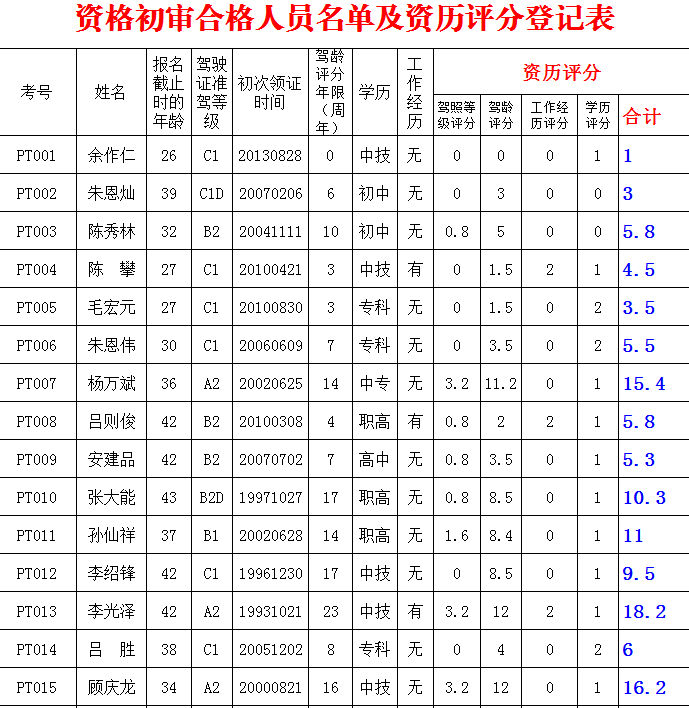 资格初审合格人员名单及资历评分登记表
考号 姓名 报名截止时的年龄 驾驶证准驾等级 初次领证时间 驾龄评分年限（周年） 学历 工作经历 资历评分
驾照等级评分 驾龄评分 工作经历评分 学历评分 合计
PT001 余作仁 26 C1 20130828 0 中技 无 0 0 0 1 1
PT002 朱恩灿 39 C1D 20070206 6 初中 无 0 3 0 0 3
PT003 陈秀林 32 B2 20041111 10 初中 无 0.8 5 0 0 5.8
PT004 陈 攀 27 C1 20100421 3 中技 有 0 1.5 2 1 4.5
PT005 毛宏元 27 C1 20100830 3 专科 无 0 1.5 0 2 3.5
PT006 朱恩伟 30 C1 20060609 7 专科 无 0 3.5 0 2 5.5
PT007 杨万斌 36 A2 20020625 14 中专 无 3.2 11.2 0 1 15.4
PT008 吕则俊 42 B2 20100308 4 职高 有 0.8 2 2 1 5.8
PT009 安建品 42 B2 20070702 7 高中 无 0.8 3.5 0 1 5.3
PT010 张大能 43 B2D 19971027 17 职高 无 0.8 8.5 0 1 10.3
PT011 孙仙祥 37 B1 20020628 14 职高 无 1.6 8.4 0 1 11
PT012 李绍锋 42 C1 19961230 17 中技 无 0 8.5 0 1 9.5
PT013 李光泽 42 A2 19931021 23 中技 有 3.2 12 2 1 18.2
PT014 吕 胜 38 C1 20051202 8 专科 无 0 4 0 2 6
PT015 顾庆龙 34 A2 20000821 16 中技 无 3.2 12 0 1 16.2